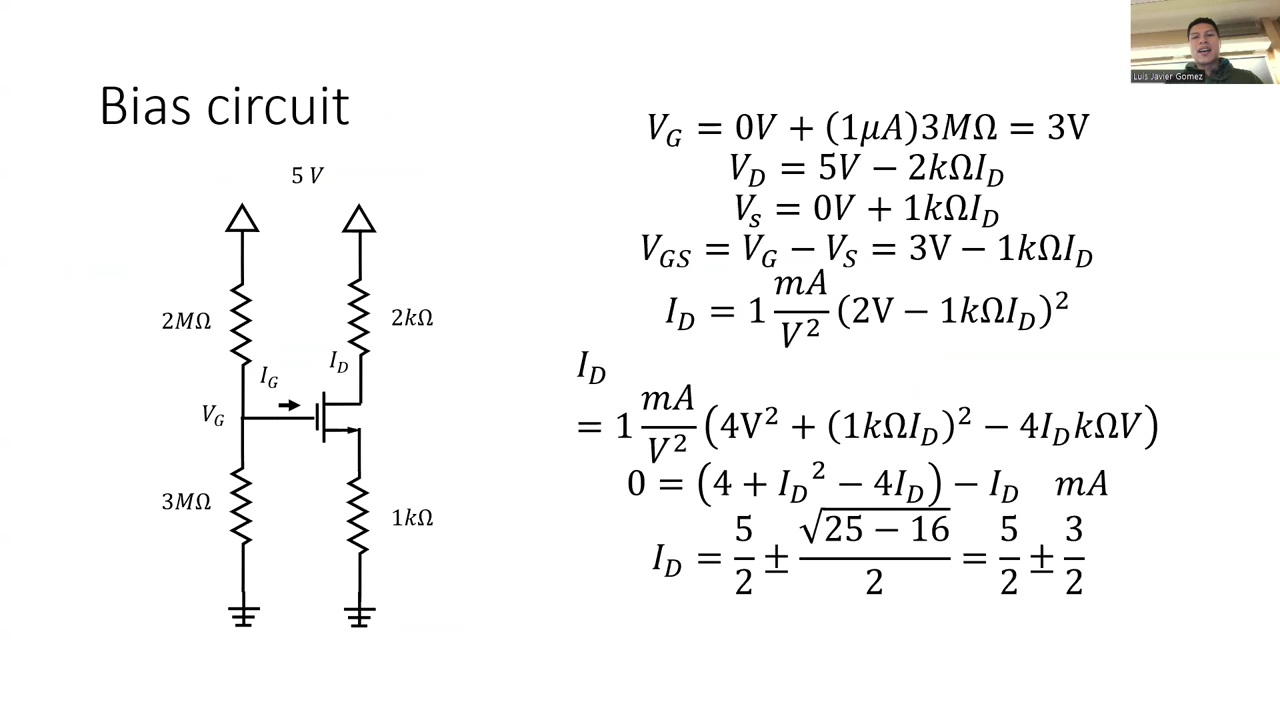 Luis Javier Gomez
Bias circuit
5 V
2MΩ
2kΩ
I_D
I_G
V_G
3MΩ
1kΩ
V_G = 0V + (1μA)3MΩ = 3V
V_D = 5V − 2kΩI_D
V_s = 0V + 1kΩI_D
V_GS = V_G − V_S = 3V − 1kΩI_D
I_D = 1 mA/V² (2V − 1kΩI_D)²
I_D
= 1 mA/V² (4V² + (1kΩI_D)² − 4I_DkΩV)
0 = (4 + I_D² − 4I_D) − I_D mA
I_D = 5/2 ± √(25 − 16)/2 = 5/2 ± 3/2